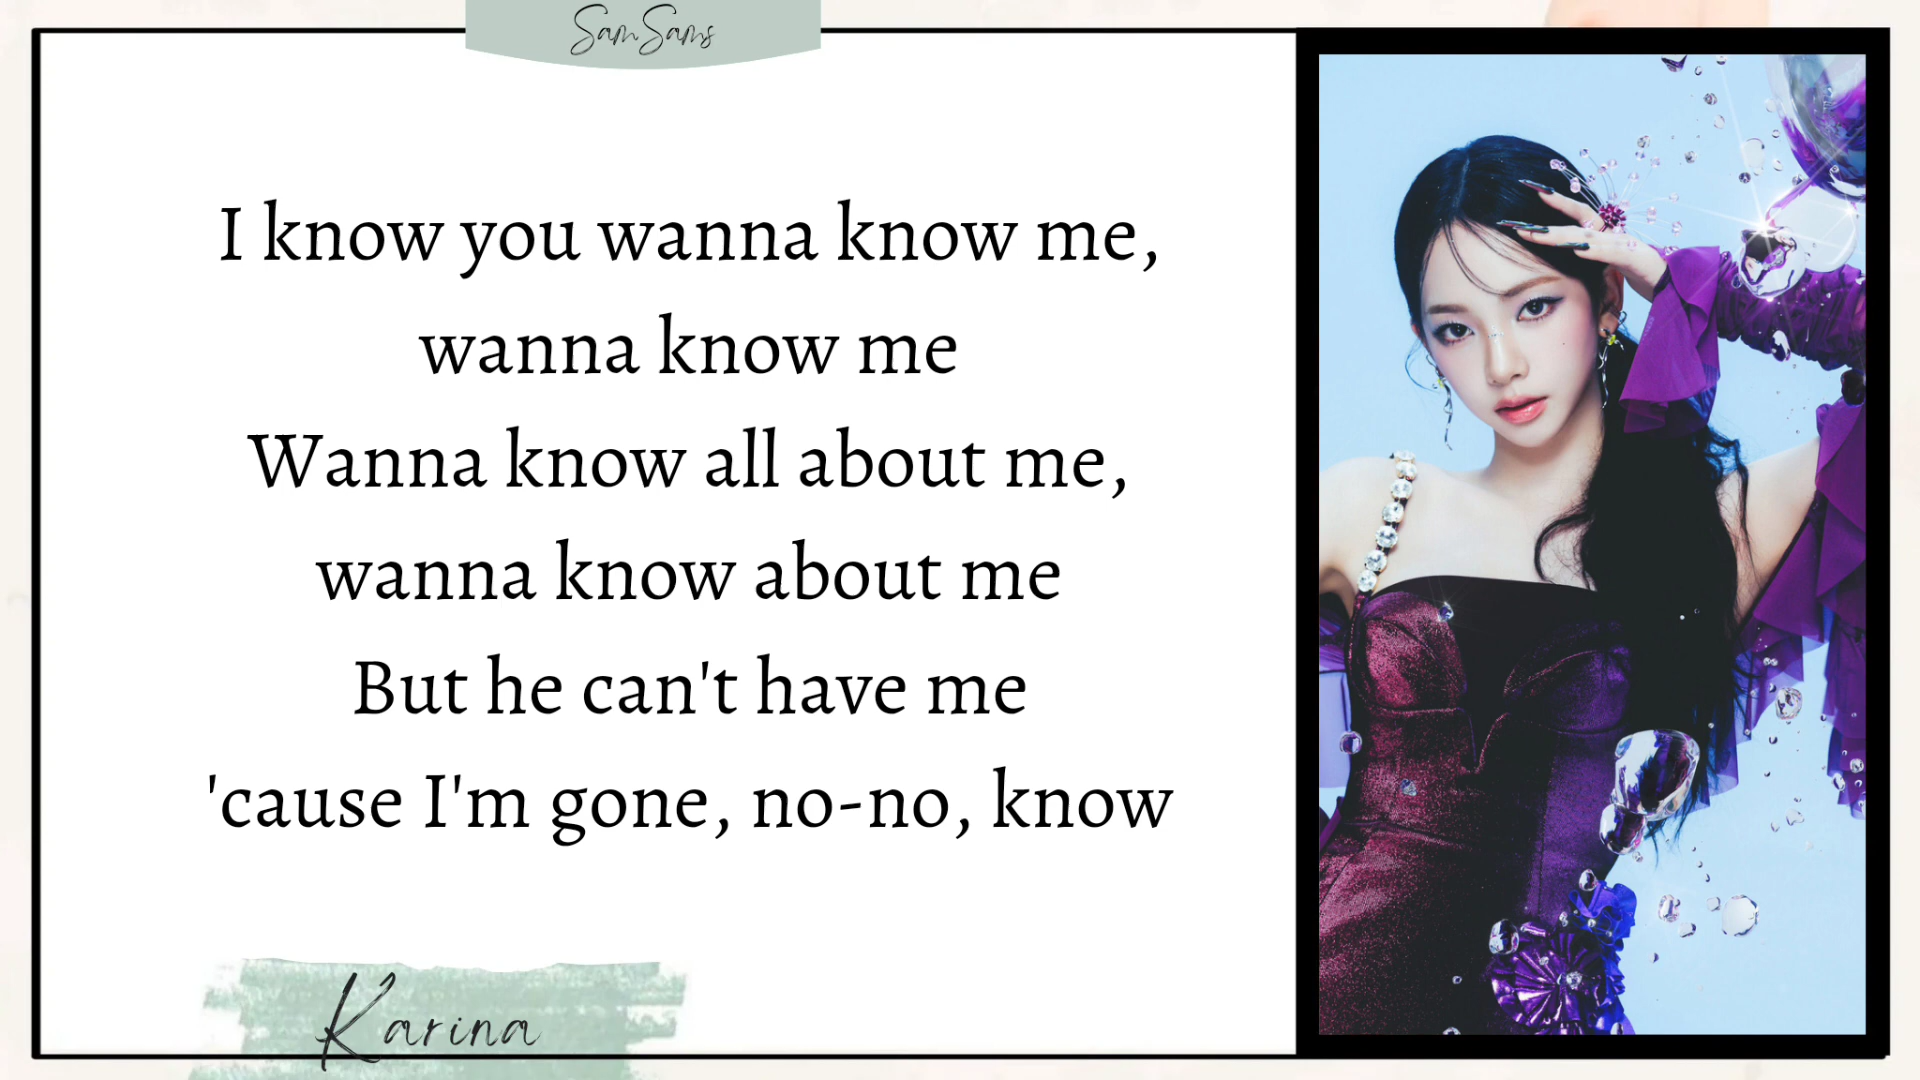 SamSams
I know you wanna know me,
wanna know me
Wanna know all about me,
wanna know about me
But he can't have me
'cause I'm gone, no-no, know
Karina